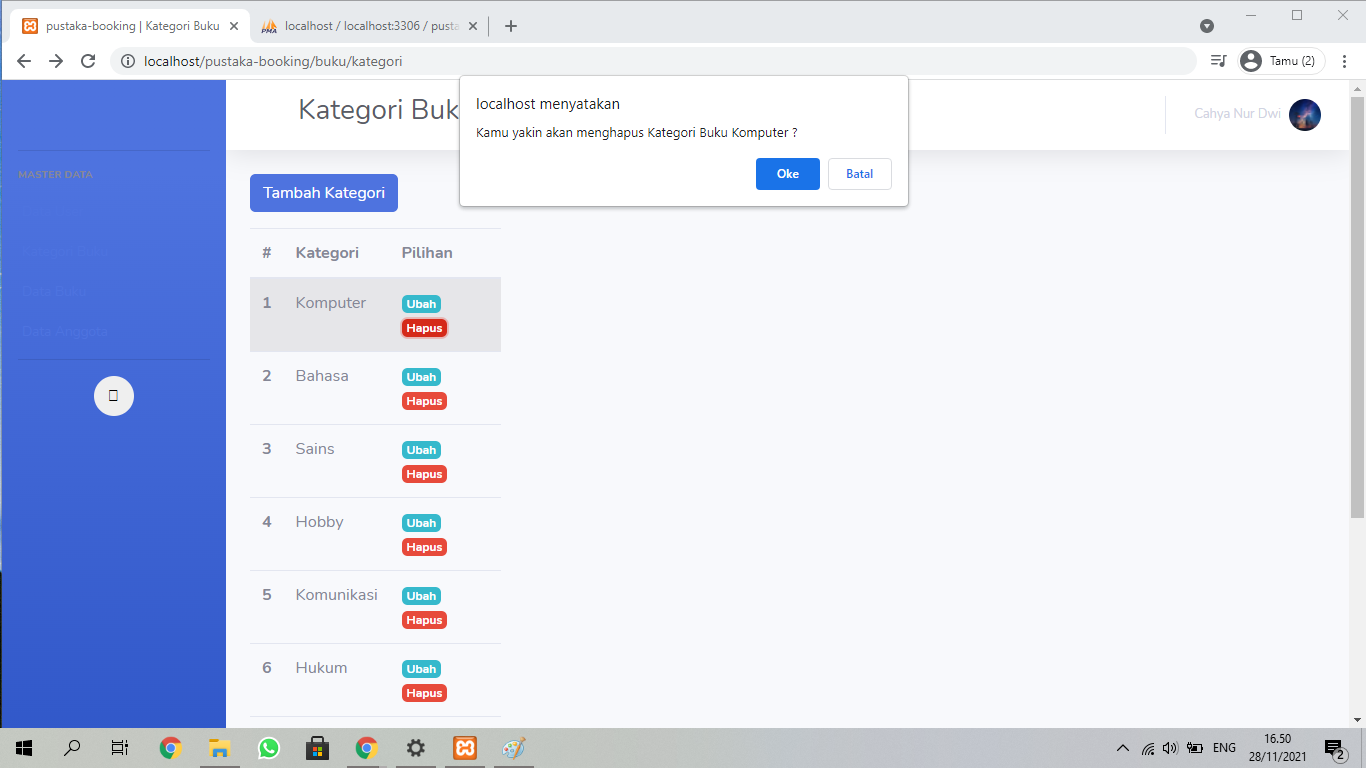 pustaka-booking | Kategori Buku
localhost / localhost:3306 / pusta
localhost/pustaka-booking/buku/kategori
Tamu (2)
localhost menyatakan
Kamu yakin akan menghapus Kategori Buku Komputer ?
Oke
Batal
Kategori Buk
Cahya Nur Dwi
MASTER DATA
Kategori Buku
Data Buku
Data Anggota
Tambah Kategori
# Kategori Pilihan
1 Komputer Ubah
Hapus
2 Bahasa Ubah
Hapus
3 Sains Ubah
Hapus
4 Hobby Ubah
Hapus
5 Komunikasi Ubah
Hapus
6 Hukum Ubah
Hapus
ENG
16.50
28/11/2021
2